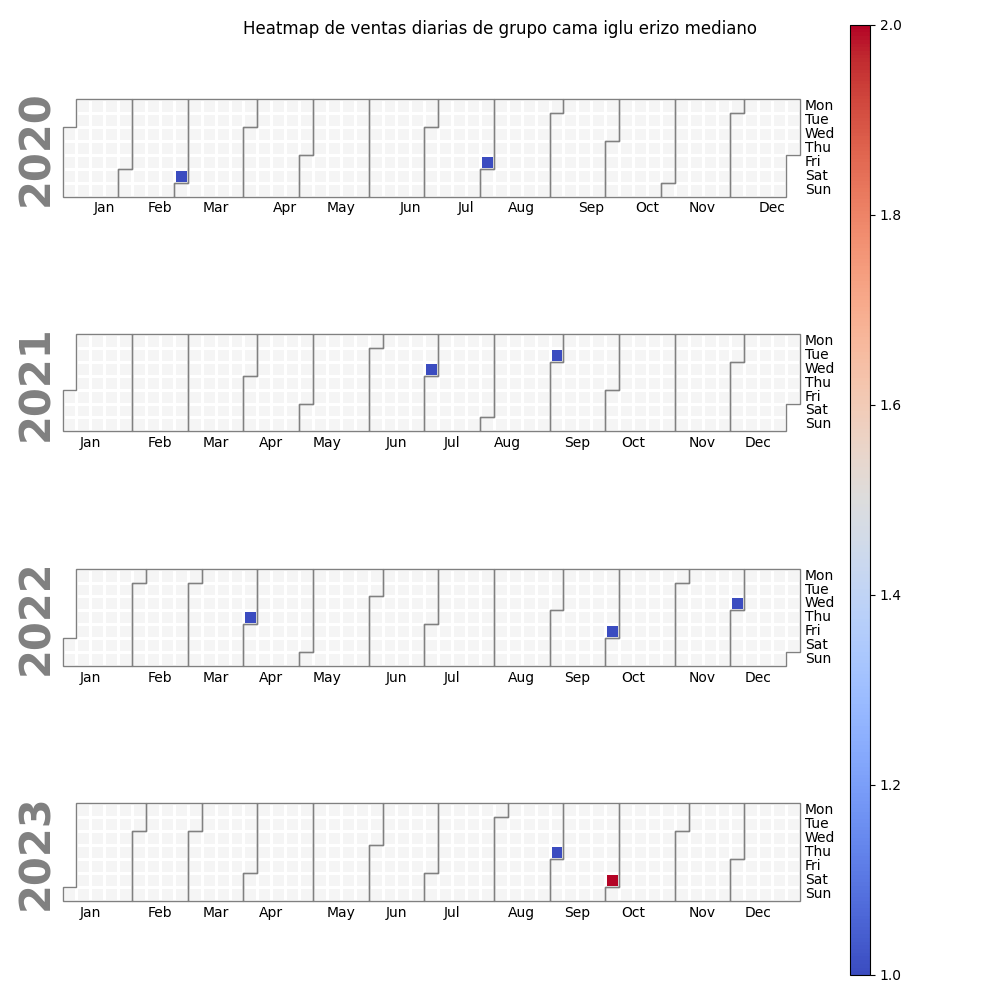 Heatmap de ventas diarias de grupo cama iglu erizo mediano
2020
Mon
Tue
Wed
Thu
Fri
Sat
Sun
Jan Feb Mar Apr May Jun Jul Aug Sep Oct Nov Dec
2021
Mon
Tue
Wed
Thu
Fri
Sat
Sun
Jan Feb Mar Apr May Jun Jul Aug Sep Oct Nov Dec
2022
Mon
Tue
Wed
Thu
Fri
Sat
Sun
Jan Feb Mar Apr May Jun Jul Aug Sep Oct Nov Dec
2023
Mon
Tue
Wed
Thu
Fri
Sat
Sun
Jan Feb Mar Apr May Jun Jul Aug Sep Oct Nov Dec
2.0
1.8
1.6
1.4
1.2
1.0